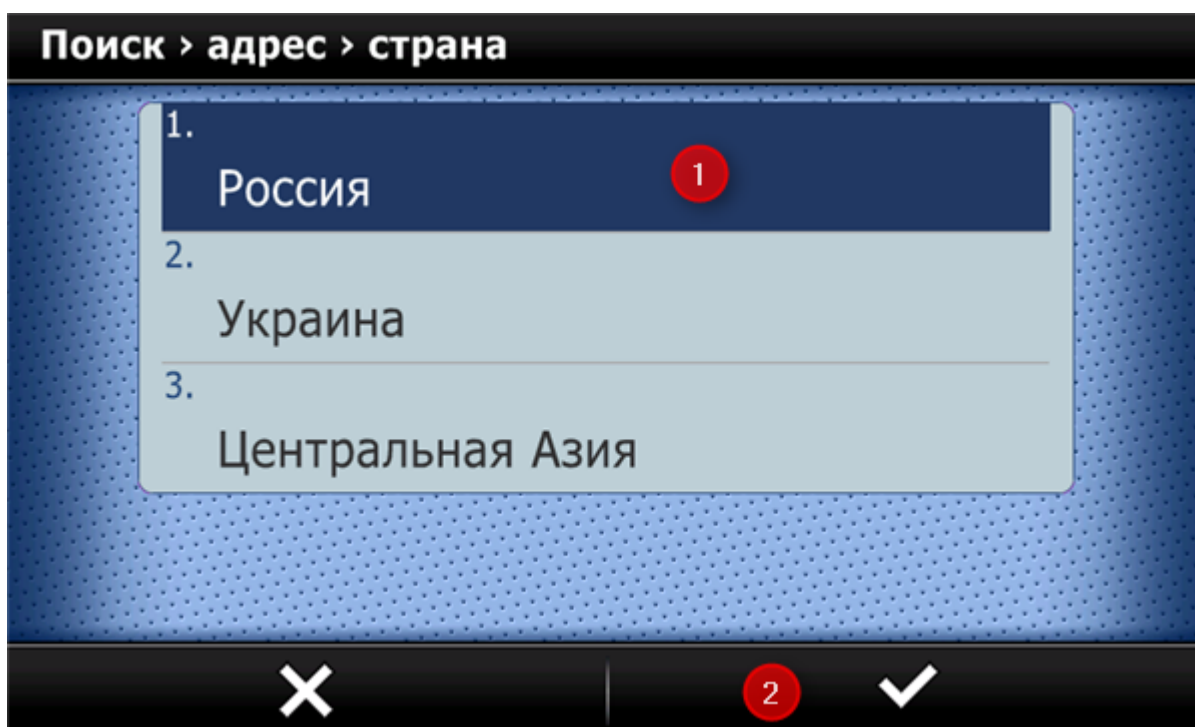 Поиск › адрес › страна
1.
Россия
1
2.
Украина
3.
Центральная Азия
2